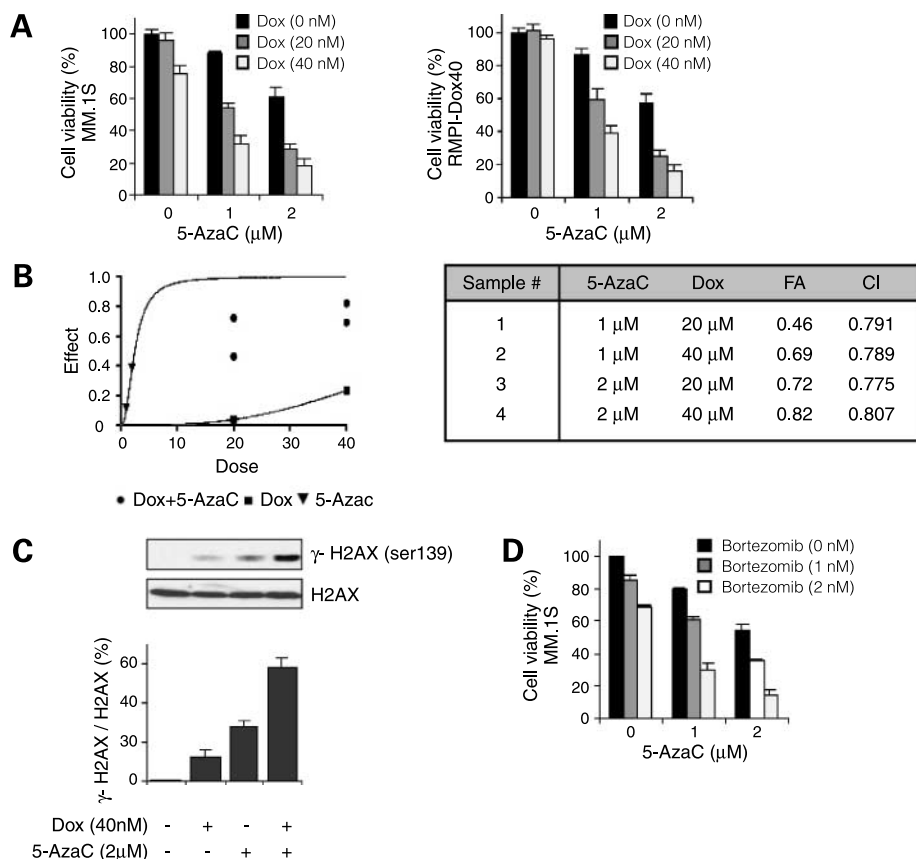 A
Cell viability (%)
MM.1S
100
80
60
40
20
0
Dox (0 nM)
Dox (20 nM)
Dox (40 nM)
0 1 2
5-AzaC (μM)
Cell viability (%)
RMPI-Dox40
100
80
60
40
20
0
Dox (0 nM)
Dox (20 nM)
Dox (40 nM)
0 1 2
5-AzaC (μM)
B
Effect
1.0
0.8
0.6
0.4
0.2
0
0 10 20 30 40
Dose
Dox+5-AzaC Dox 5-Azac
Sample # 5-AzaC Dox FA CI
1 1 μM 20 μM 0.46 0.791
2 1 μM 40 μM 0.69 0.789
3 2 μM 20 μM 0.72 0.775
4 2 μM 40 μM 0.82 0.807
C
γ- H2AX (ser139)
H2AX
γ- H2AX / H2AX (%)
60
40
30
0
Dox (40nM) - + - +
5-AzaC (2μM) - - + +
D
Cell viability (%)
MM.1S
100
80
60
40
20
0
Bortezomib (0 nM)
Bortezomib (1 nM)
Bortezomib (2 nM)
0 1 2
5-AzaC (μM)